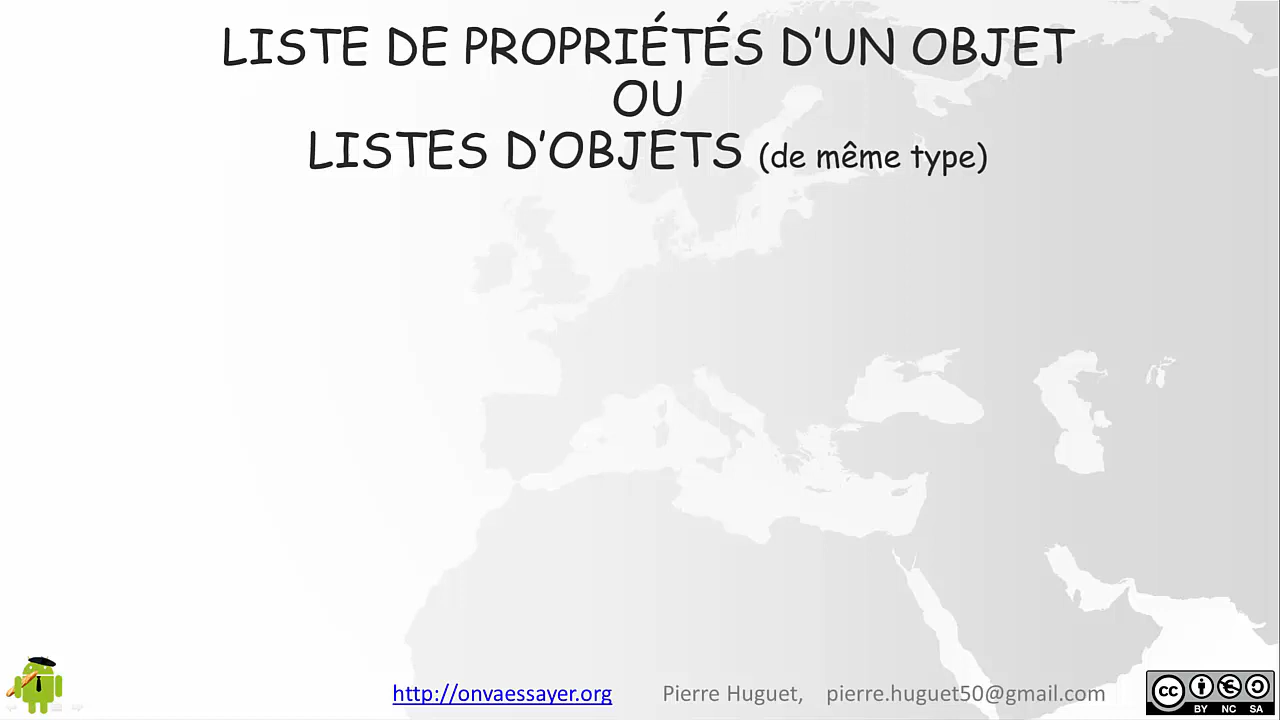 LISTE DE PROPRIÉTÉS D’UN OBJET
OU
LISTES D’OBJETS (de même type)
http://onvaessayer.org Pierre Huguet, pierre.huguet50@gmail.com
cc
BY NC SA